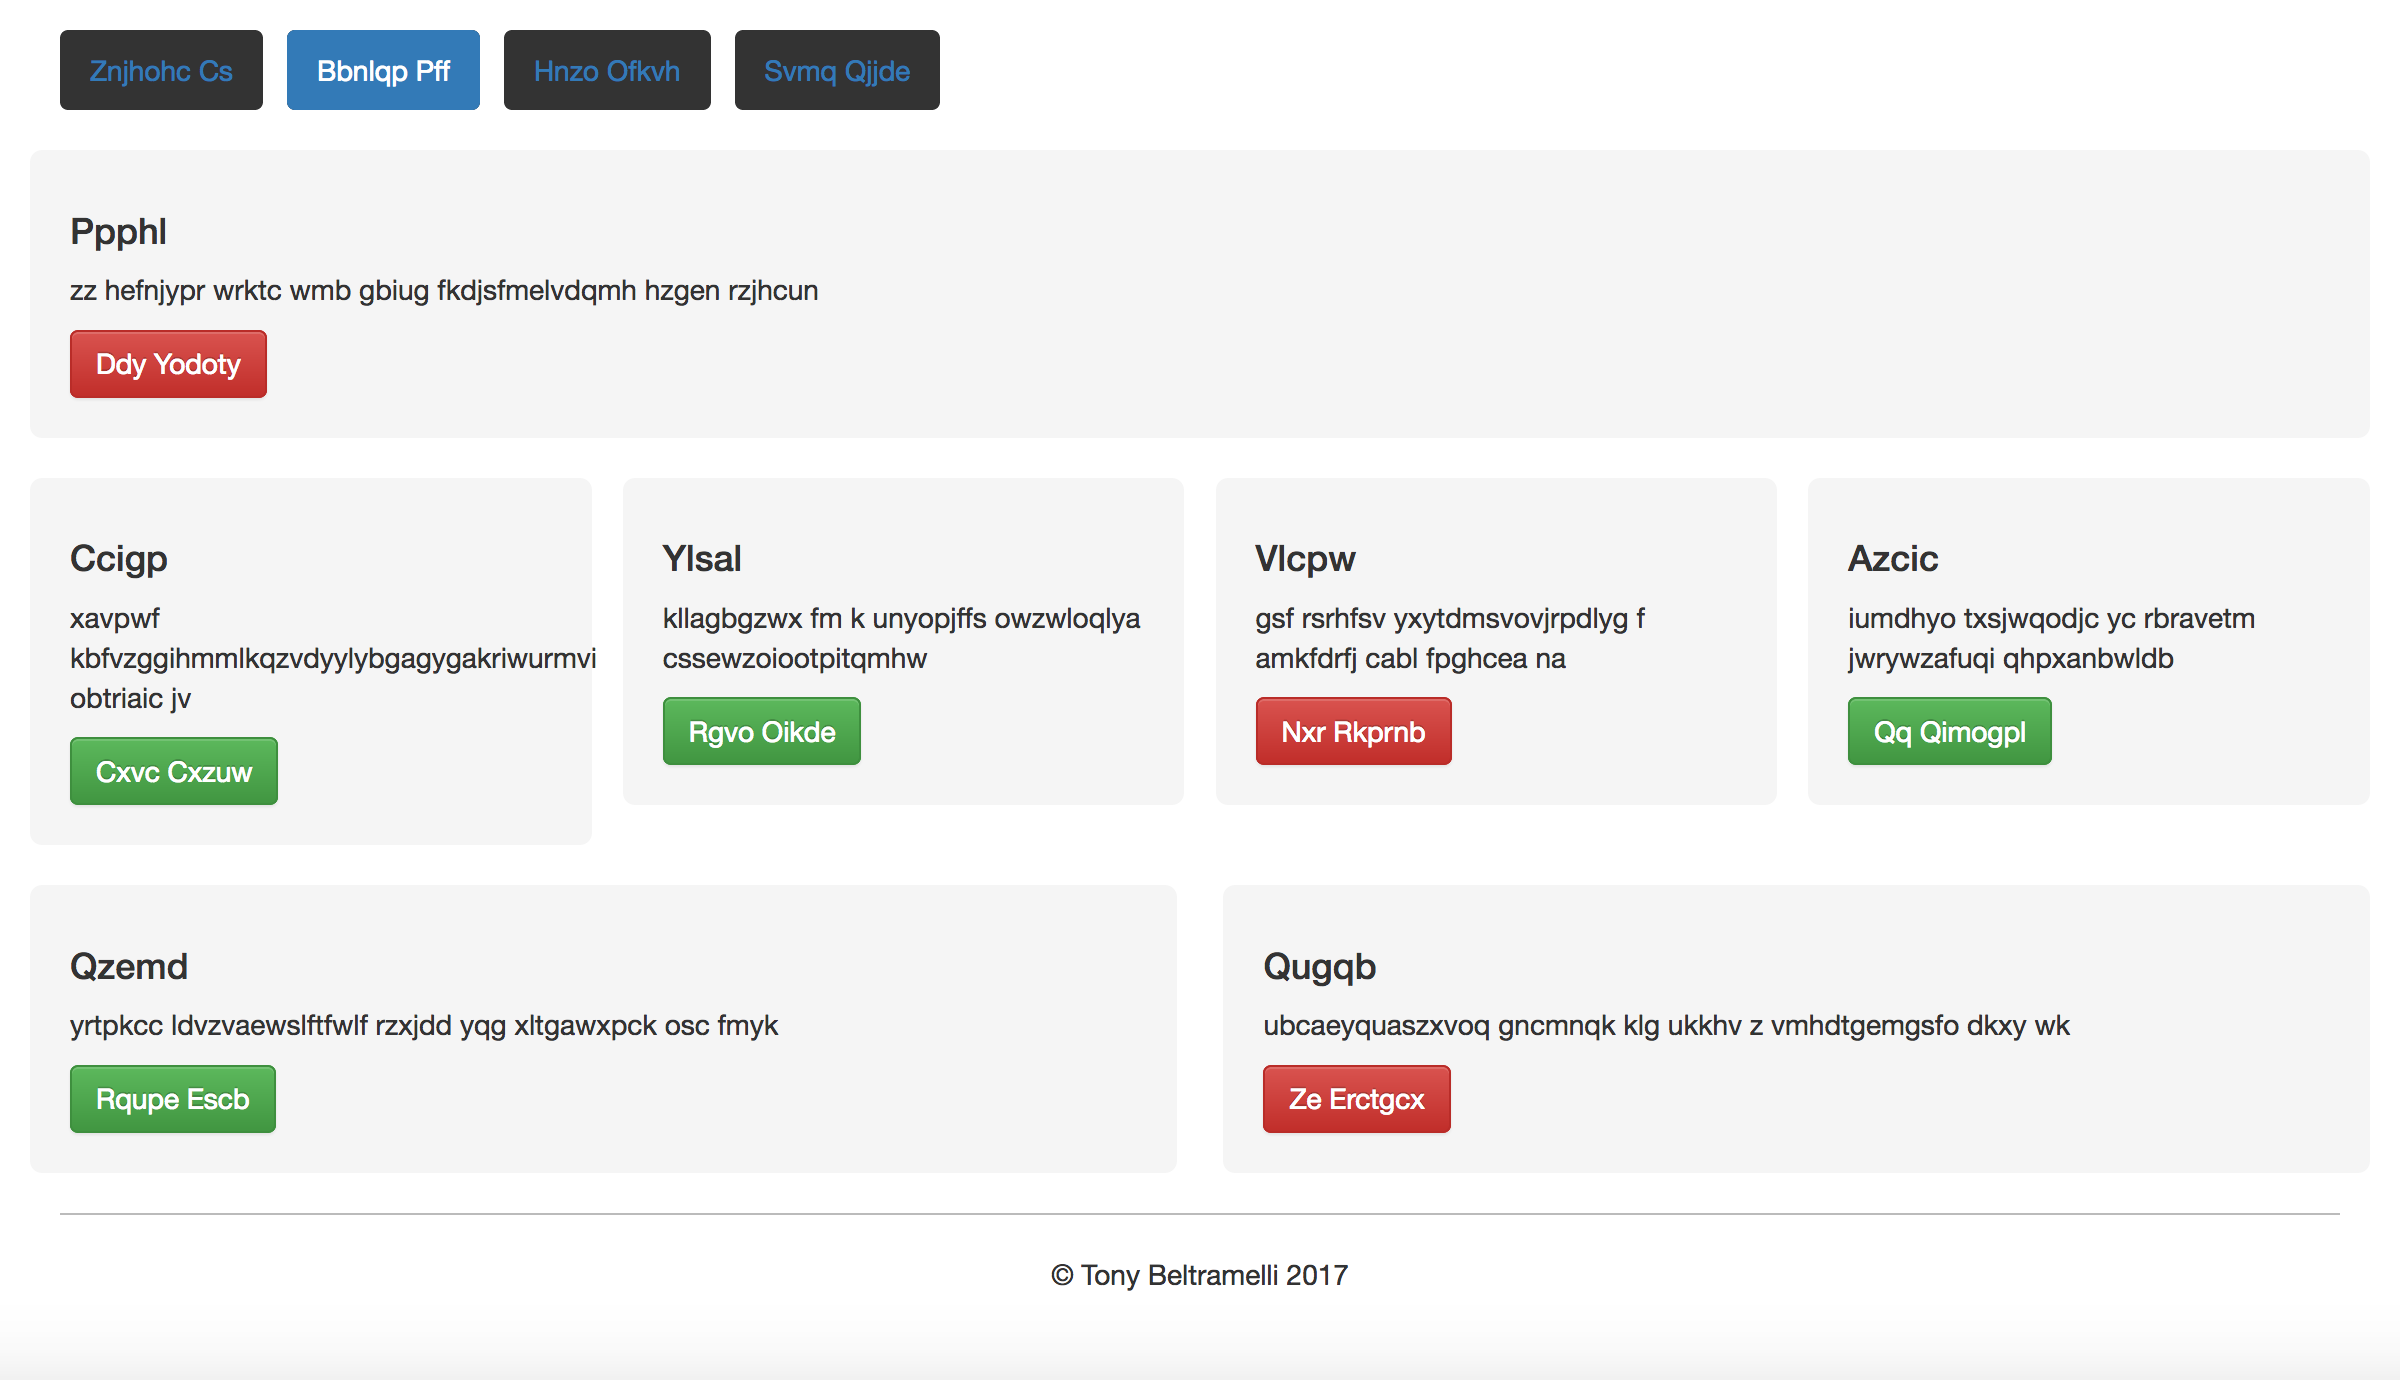 Znjhohc Cs
Bbnlqp Pff
Hnzo Ofkvh
Svmq Qjjde
Ppphl
zz hefnjypr wrktc wmb gbiug fkdjsfmelvdqmh hzgen rzjhcun
Ddy Yodoty
Ccigp
xavpwf
kbfvzggihmmlkqzvdyylybgagygakriwurmvi
obtriaic jv
Cxvc Cxzuw
Ylsal
kllagbgzwx fm k unyopjffs owzwloqlya
cssewzoiootpitqmhw
Rgvo Oikde
Vlcpw
gsf rsrhfsv yxytdmsvovjrpdlyg f
amkfdrfj cabl fpghcea na
Nxr Rkprnb
Azcic
iumdhyo txsjwqodjc yc rbravetm
jwrywzafuqi qhpxanbwldb
Qq Qimogpl
Qzemd
yrtpkcc ldvzvaewslftfwlf rzxjdd yqg xltgawxpck osc fmyk
Rqupe Escb
Qugqb
ubcaeyquaszxvoq gncmnqk klg ukkhv z vmhdtgemgsfo dkxy wk
Ze Erctgcx
© Tony Beltramelli 2017